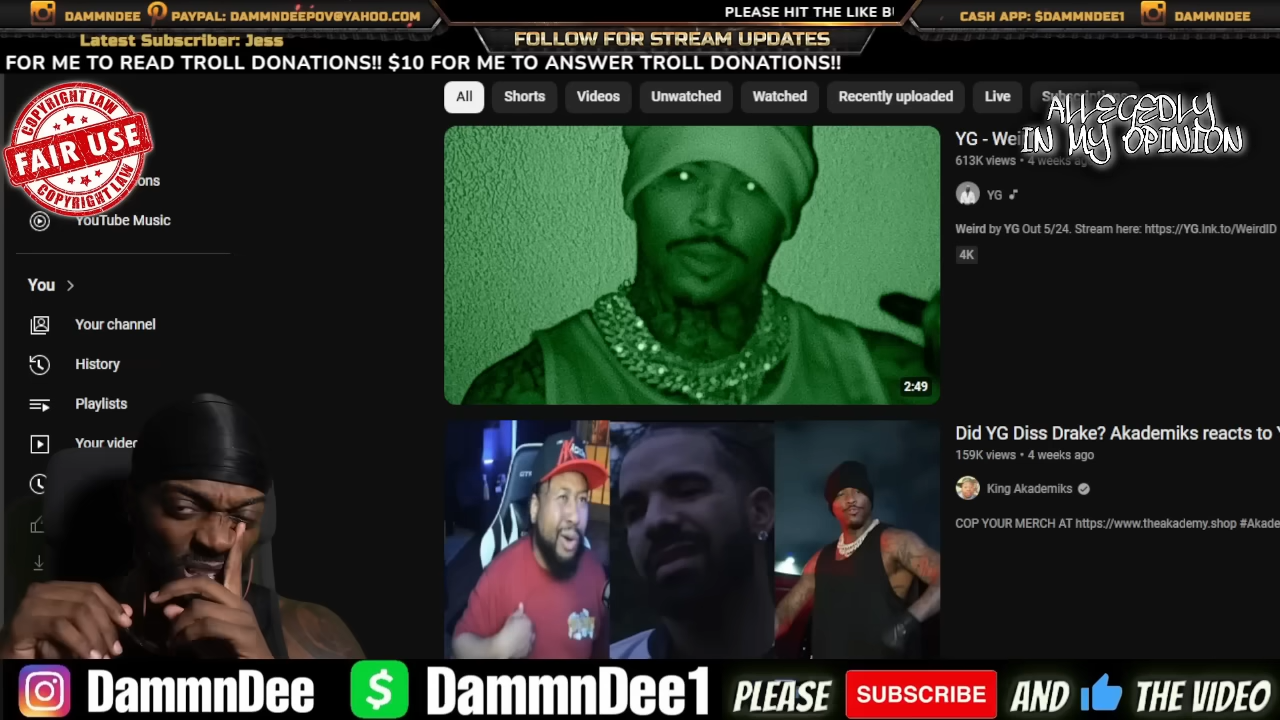 DAMMNDEE
PAYPAL: DAMMNDEEPOV@YAHOO.COM
PLEASE HIT THE LIKE B
CASH APP: $DAMMNDEE1
DAMMNDEE
Latest Subscriber: Jess
FOLLOW FOR STREAM UPDATES
FOR ME TO READ TROLL DONATIONS!! $10 FOR ME TO ANSWER TROLL DONATIONS!!
COPYRIGHT LAW
FAIR USE
COPYRIGHT LAW
All
Shorts
Videos
Unwatched
Watched
Recently uploaded
Live
ALLEGEDLY
IN MY OPINION
YG - Wei
613K views • 4 weeks ago
YG
Weird by YG Out 5/24. Stream here: https://YG.lnk.to/WeirdID
4K
2:49
YouTube Music
You
Your channel
History
Playlists
Your vide
Did YG Diss Drake? Akademiks reacts to
159K views • 4 weeks ago
King Akademiks
COP YOUR MERCH AT https://www.theakademy.shop #Akade
DammnDee
$
DammnDee1
PLEASE
SUBSCRIBE
AND
THE VIDEO